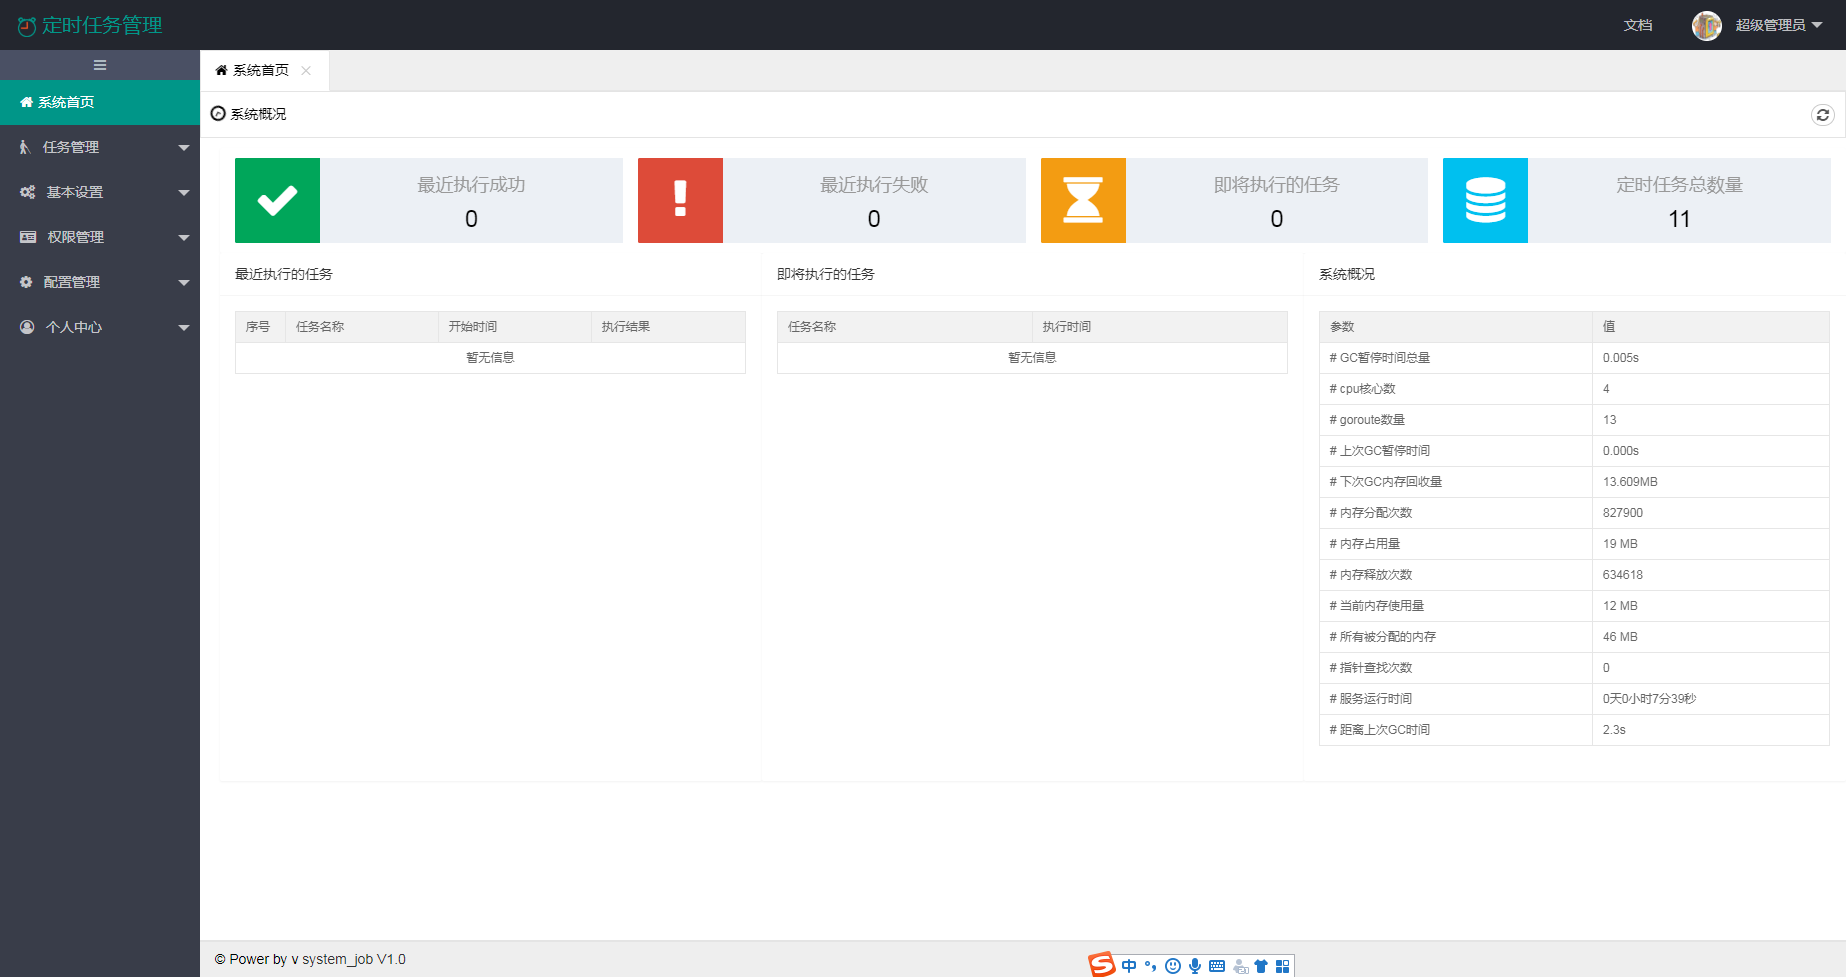 定时任务管理
文档
超级管理员
系统首页
系统首页
任务管理
基本设置
权限管理
配置管理
个人中心
系统概况
最近执行成功
0
最近执行失败
0
即将执行的任务
0
定时任务总数量
11
最近执行的任务
序号 任务名称 开始时间 执行结果
暂无信息
即将执行的任务
任务名称 执行时间
暂无信息
系统概况
参数 值
# GC暂停时间总量 0.005s
# cpu核心数 4
# goroute数量 13
# 上次GC暂停时间 0.000s
# 下次GC内存回收量 13.609MB
# 内存分配次数 827900
# 内存占用量 19 MB
# 内存释放次数 634618
# 当前内存使用量 12 MB
# 所有被分配的内存 46 MB
# 指针查找次数 0
# 服务运行时间 0天0小时7分39秒
# 距离上次GC时间 2.3s
© Power by v system_job V1.0
S 中